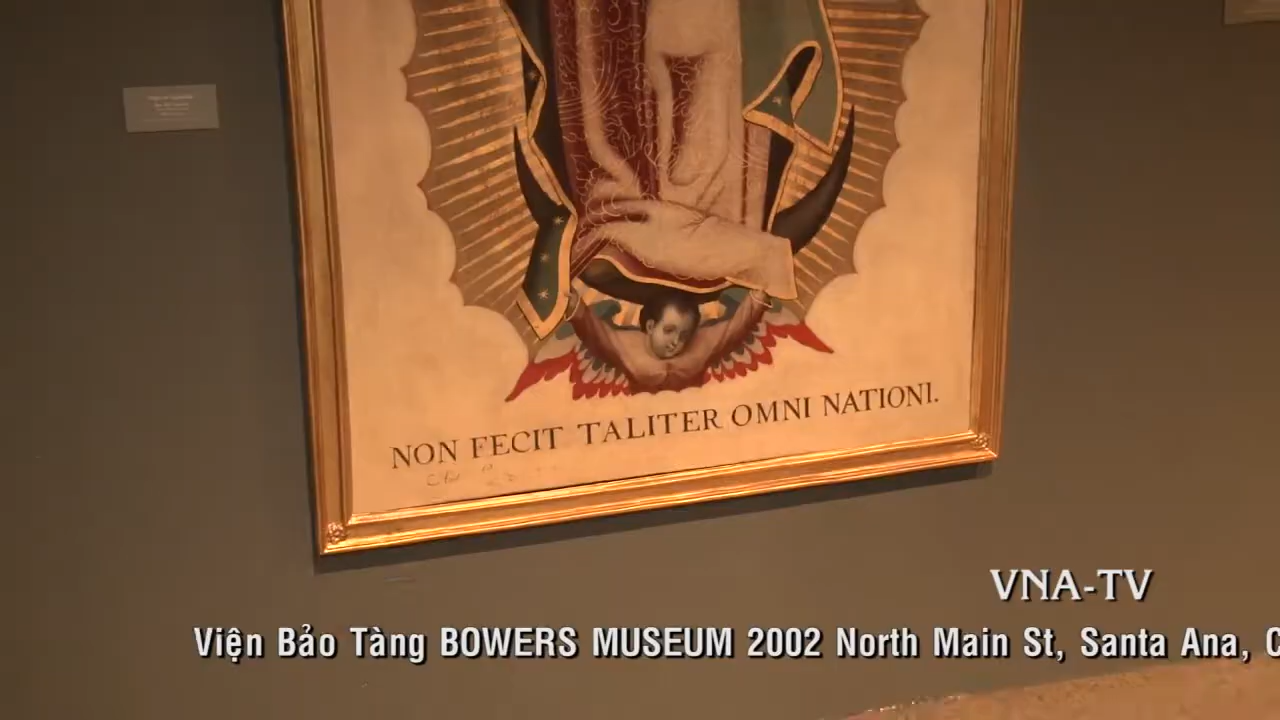 NON FECIT TALITER OMNI NATIONI.
VNA-TV
Viện Bảo Tàng BOWERS MUSEUM 2002 North Main St, Santa Ana, C